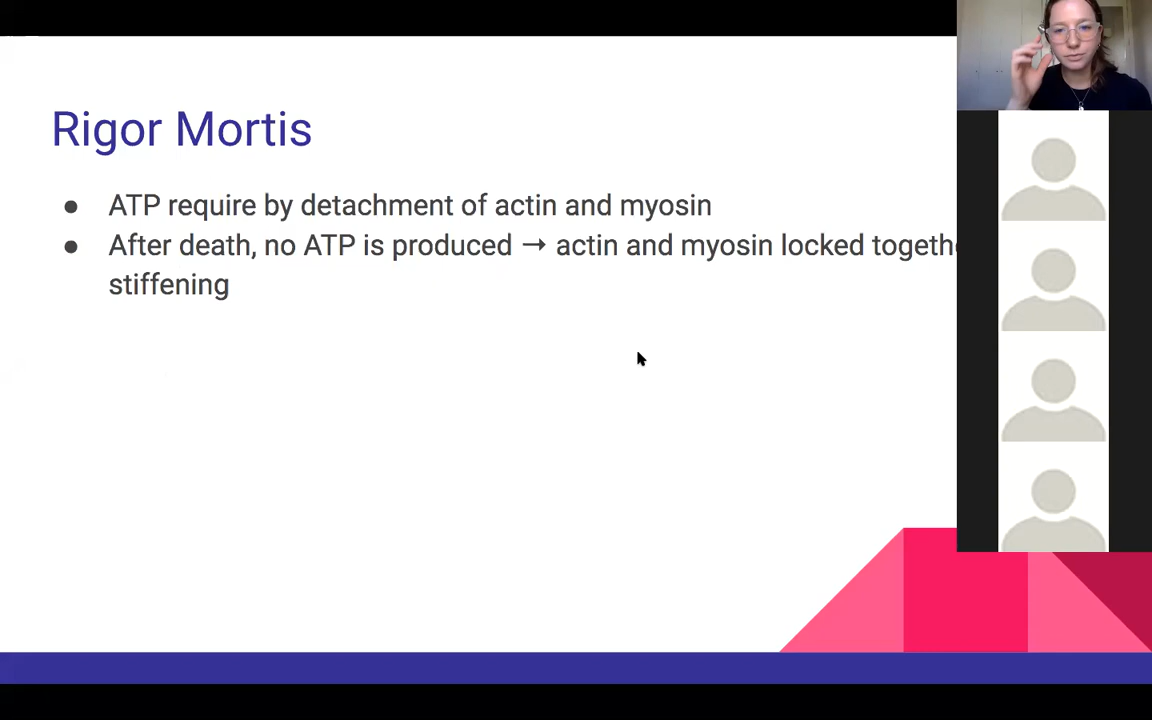 Rigor Mortis
● ATP require by detachment of actin and myosin
● After death, no ATP is produced → actin and myosin locked
stiffening